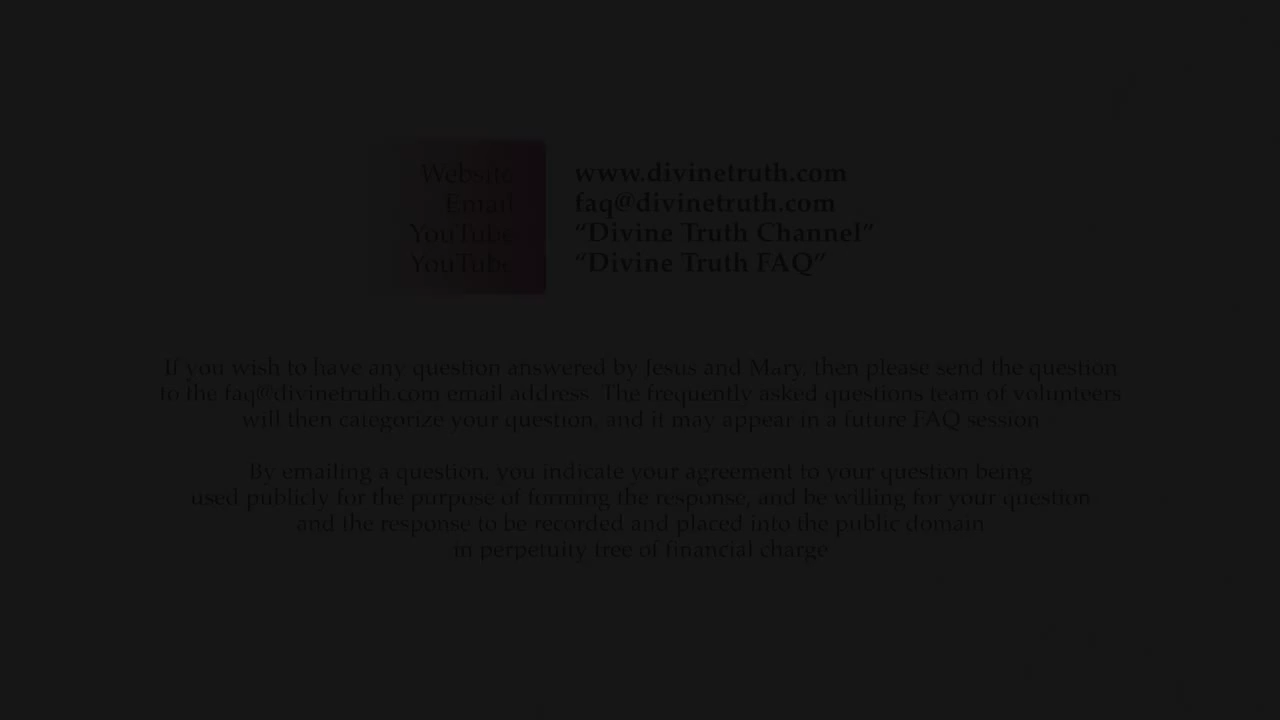 Website www.divinetruth.com
Email faq@divinetruth.com
YouTube “Divine Truth Channel”
YouTube “Divine Truth FAQ”
If you wish to have any question answered by Jesus and Mary, then please send the question
to the faq@divinetruth.com email address. The frequently asked questions team of volunteers
will then categorize your question, and it may appear in a future FAQ session
By emailing a question, you indicate your agreement to your question being
used publicly for the purpose of forming the response, and be willing for your question
and the response to be recorded and placed into the public domain
in perpetuity free of financial charge